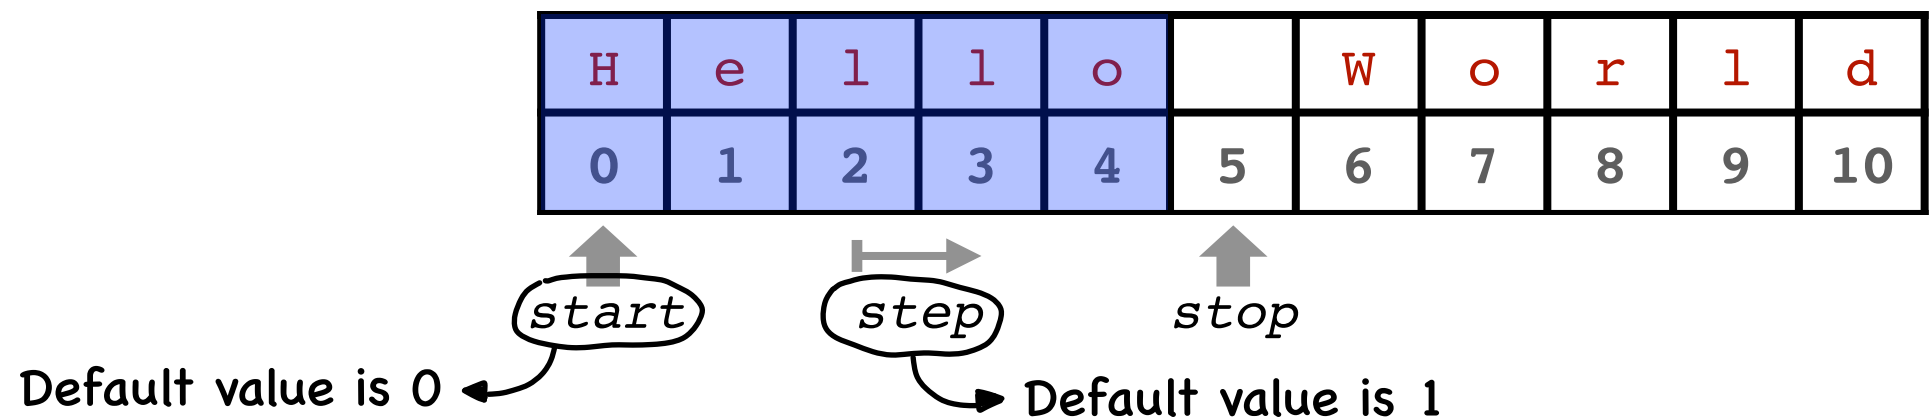 H e l l o W o r l d
0 1 2 3 4 5 6 7 8 9 10
start step stop
Default value is 0
Default value is 1